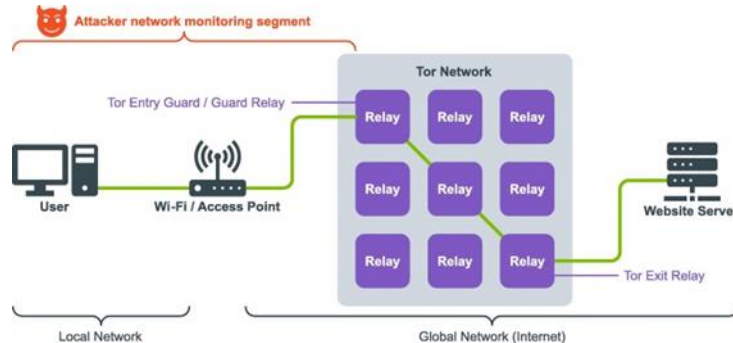 Attacker network monitoring segment
Tor Network
Tor Entry Guard / Guard Relay
Relay Relay Relay
User
Wi-Fi / Access Point
Relay Relay Relay
Website Server
Relay Relay Relay
Tor Exit Relay
Local Network
Global Network (Internet)